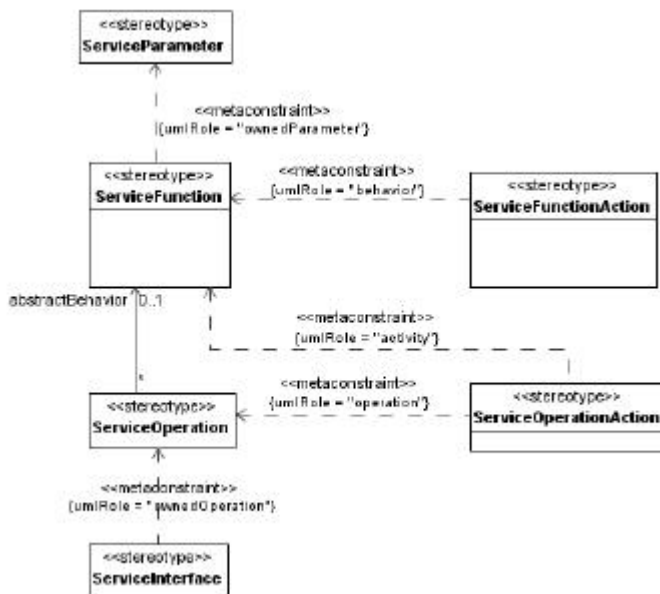 <<stereotype>>
ServiceParameter
<<metaconstraint>>
{umlRole = "ownedParameter"}
<<stereotype>>
ServiceFunction
<<metaconstraint>>
{umlRole = "behavior"}
<<stereotype>>
ServiceFunctionAction
abstractBehavior 0..1
<<metaconstraint>>
{umlRole = "activity"}
*
<<stereotype>>
ServiceOperation
<<metaconstraint>>
{umlRole = "operation"}
<<stereotype>>
ServiceOperationAction
<<metaconstraint>>
{umlRole = "ownedOperation"}
<<stereotype>>
ServiceInterface